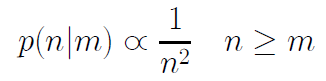 p(n|m) ∝ 1/n² n ≥ m